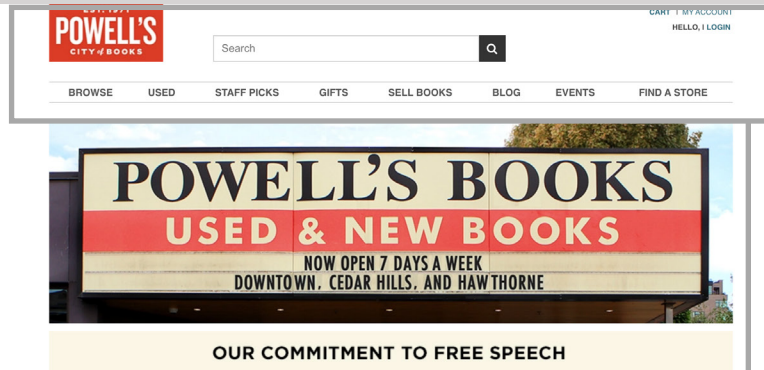 EST. 1971
CART | MY ACCOUNT
POWELL'S
CITY of BOOKS
HELLO, | LOGIN
Search
BROWSE USED STAFF PICKS GIFTS SELL BOOKS BLOG EVENTS FIND A STORE
POWELL'S BOOKS
USED & NEW BOOKS
NOW OPEN 7 DAYS A WEEK
DOWNTOWN, CEDAR HILLS, AND HAWTHORNE
OUR COMMITMENT TO FREE SPEECH